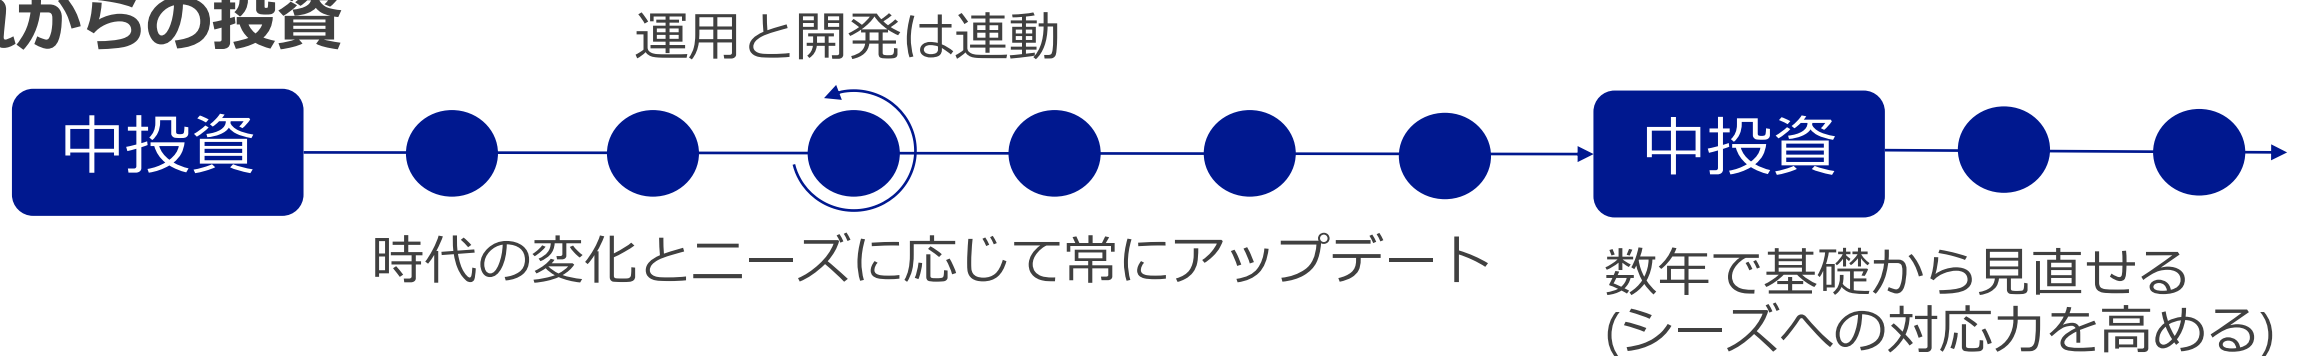 からの投資
運用と開発は連動
中投資
中投資
時代の変化とニーズに応じて常にアップデート
数年で基礎から見直せる
(シーズへの対応力を高める)